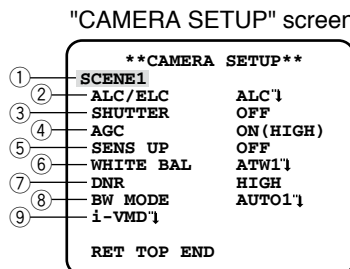 "CAMERA SETUP" screen
**CAMERA SETUP**
① SCENE1
② ALC/ELC ALC↓
③ SHUTTER OFF
④ AGC ON(HIGH)
⑤ SENS UP OFF
⑥ WHITE BAL ATW1↓
⑦ DNR HIGH
⑧ BW MODE AUTO1↓
⑨ i-VMD↓
RET TOP END